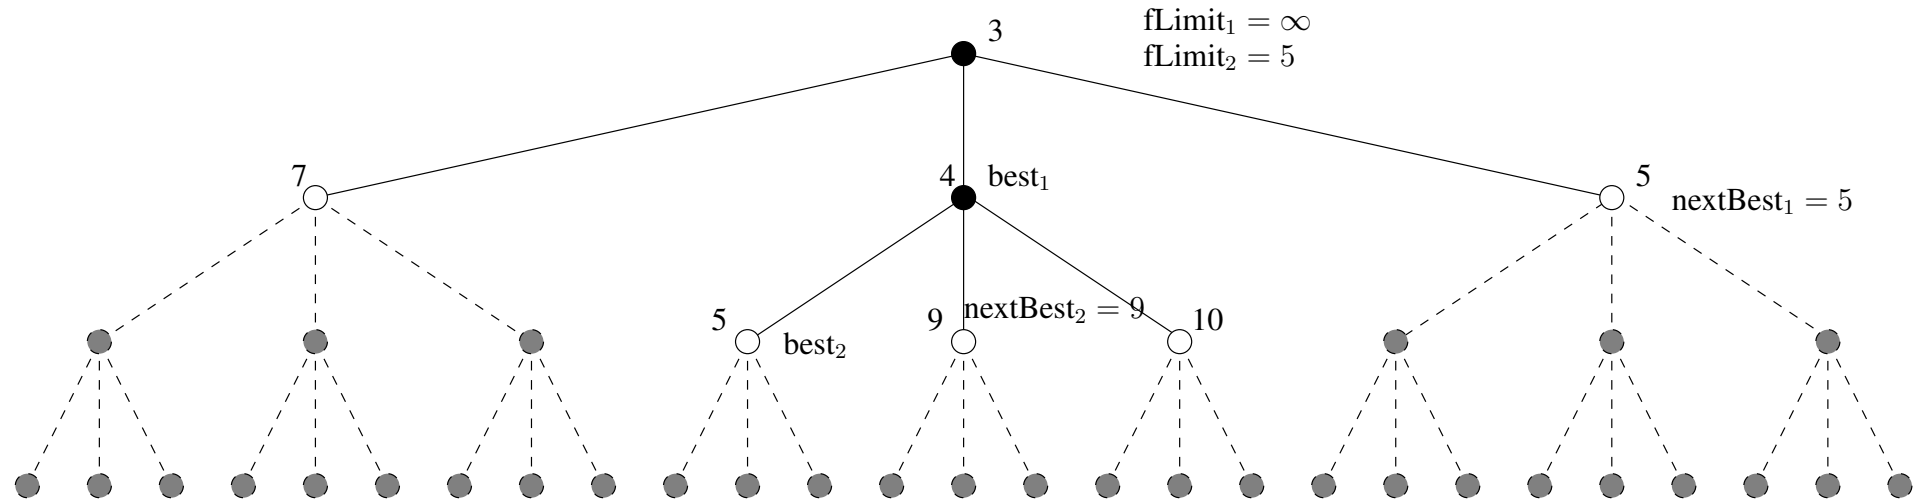 3
fLimit₁ = ∞
fLimit₂ = 5
7
4 best₁
5
nextBest₁ = 5
5
best₂
9
nextBest₂ = 9
10